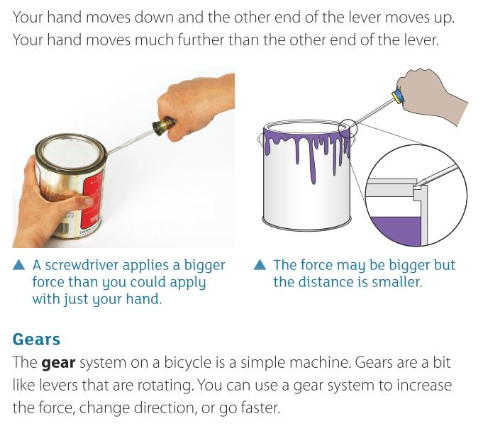 Your hand moves down and the other end of the lever moves up.
Your hand moves much further than the other end of the lever.
▲ A screwdriver applies a bigger
force than you could apply
with just your hand.
▲ The force may be bigger but
the distance is smaller.
Gears
The gear system on a bicycle is a simple machine. Gears are a bit
like levers that are rotating. You can use a gear system to increase
the force, change direction, or go faster.